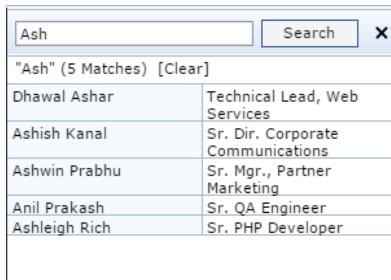 Ash Search ×
"Ash" (5 Matches) [Clear]
Dhawal Ashar Technical Lead, Web
Services
Ashish Kanal Sr. Dir. Corporate
Communications
Ashwin Prabhu Sr. Mgr., Partner
Marketing
Anil Prakash Sr. QA Engineer
Ashleigh Rich Sr. PHP Developer